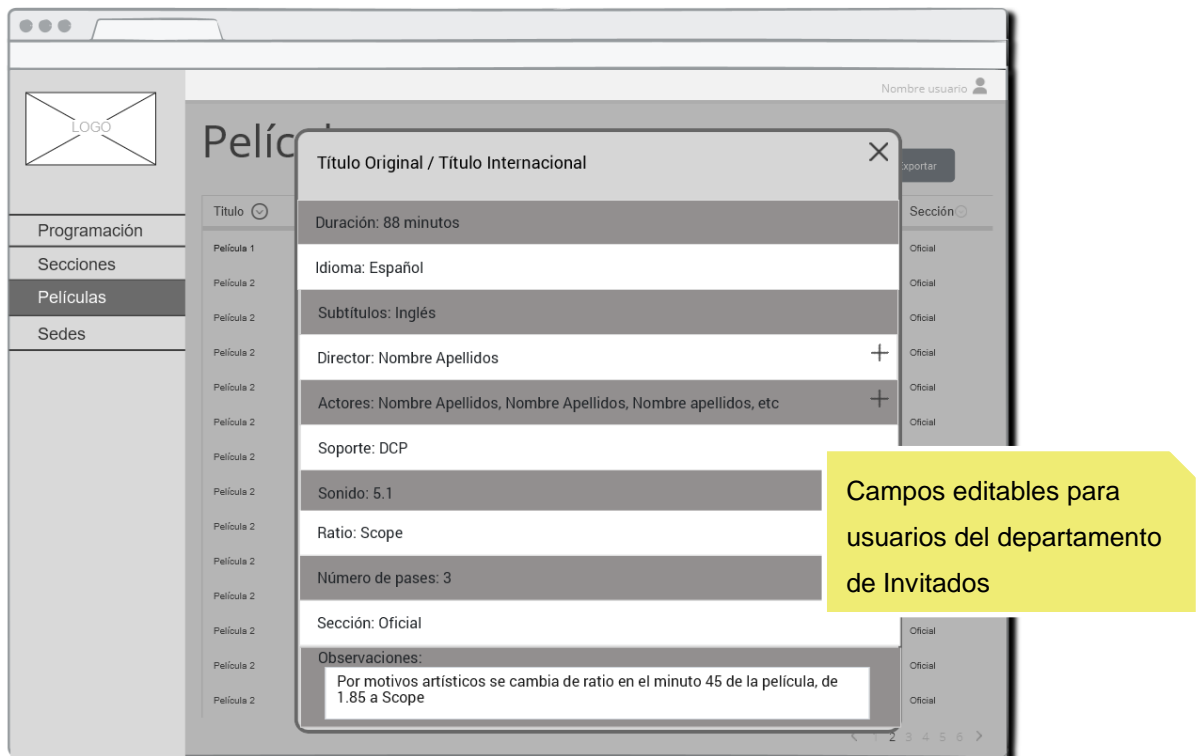 Nombre usuario
LOGO
Pelíc
Exportar
Título
Sección
Programación
Secciones
Películas
Sedes
Película 1
Película 2
Película 2
Película 2
Película 2
Película 2
Película 2
Película 2
Película 2
Película 2
Película 2
Película 2
Película 2
Película 2
Oficial
Oficial
Oficial
Oficial
Oficial
Oficial
Oficial
Oficial
Oficial
Título Original / Título Internacional
Duración: 88 minutos
Idioma: Español
Subtítulos: Inglés
Director: Nombre Apellidos
Actores: Nombre Apellidos, Nombre Apellidos, Nombre apellidos, etc
Soporte: DCP
Sonido: 5.1
Ratio: Scope
Número de pases: 3
Sección: Oficial
Observaciones:
Por motivos artísticos se cambia de ratio en el minuto 45 de la película, de
1.85 a Scope
Campos editables para
usuarios del departamento
de Invitados
1 2 3 4 5 6